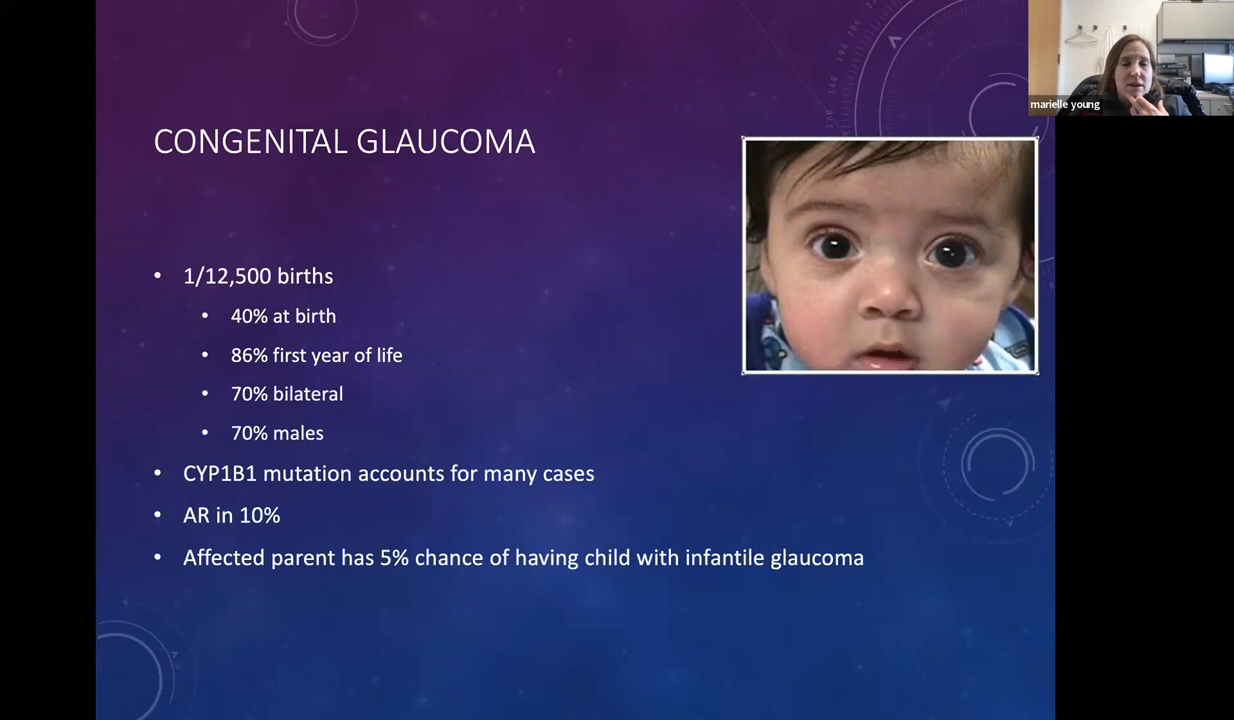 marielle young
CONGENITAL GLAUCOMA
• 1/12,500 births
• 40% at birth
• 86% first year of life
• 70% bilateral
• 70% males
• CYP1B1 mutation accounts for many cases
• AR in 10%
• Affected parent has 5% chance of having child with infantile glaucoma